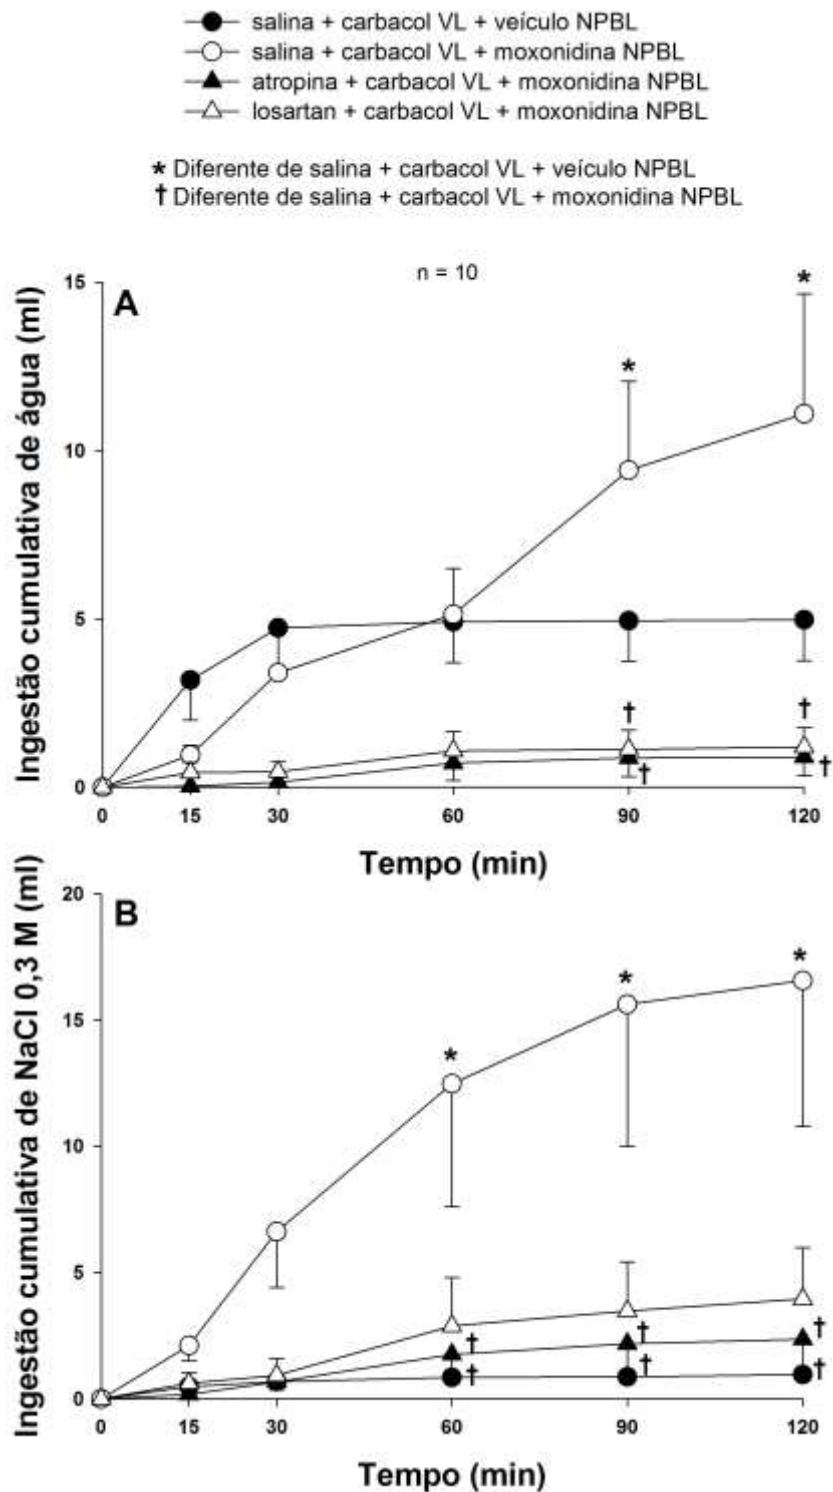 salina + carbacol VL + veículo NPBL
salina + carbacol VL + moxonidina NPBL
atropina + carbacol VL + moxonidina NPBL
losartan + carbacol VL + moxonidina NPBL
* Diferente de salina + carbacol VL + veículo NPBL
† Diferente de salina + carbacol VL + moxonidina NPBL
A
n = 10
Ingestão cumulativa de água (ml)
15
10
5
0
* *
† †
† †
0 15 30 60 90 120
Tempo (min)
B
Ingestão cumulativa de NaCl 0,3 M (ml)
20
15
10
5
0
* * *
† † †
† † †
0 15 30 60 90 120
Tempo (min)